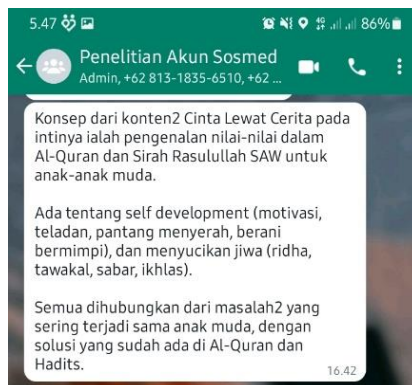 5.47
4G
86%
Penelitian Akun Sosmed
Admin, +62 813-1835-6510, +62 ...
Konsep dari konten2 Cinta Lewat Cerita pada
intinya ialah pengenalan nilai-nilai dalam
Al-Quran dan Sirah Rasulullah SAW untuk
anak-anak muda.
Ada tentang self development (motivasi,
teladan, pantang menyerah, berani
bermimpi), dan menyucikan jiwa (ridha,
tawakal, sabar, ikhlas).
Semua dihubungkan dari masalah2 yang
sering terjadi sama anak muda, dengan
solusi yang sudah ada di Al-Quran dan
Hadits.
16.42